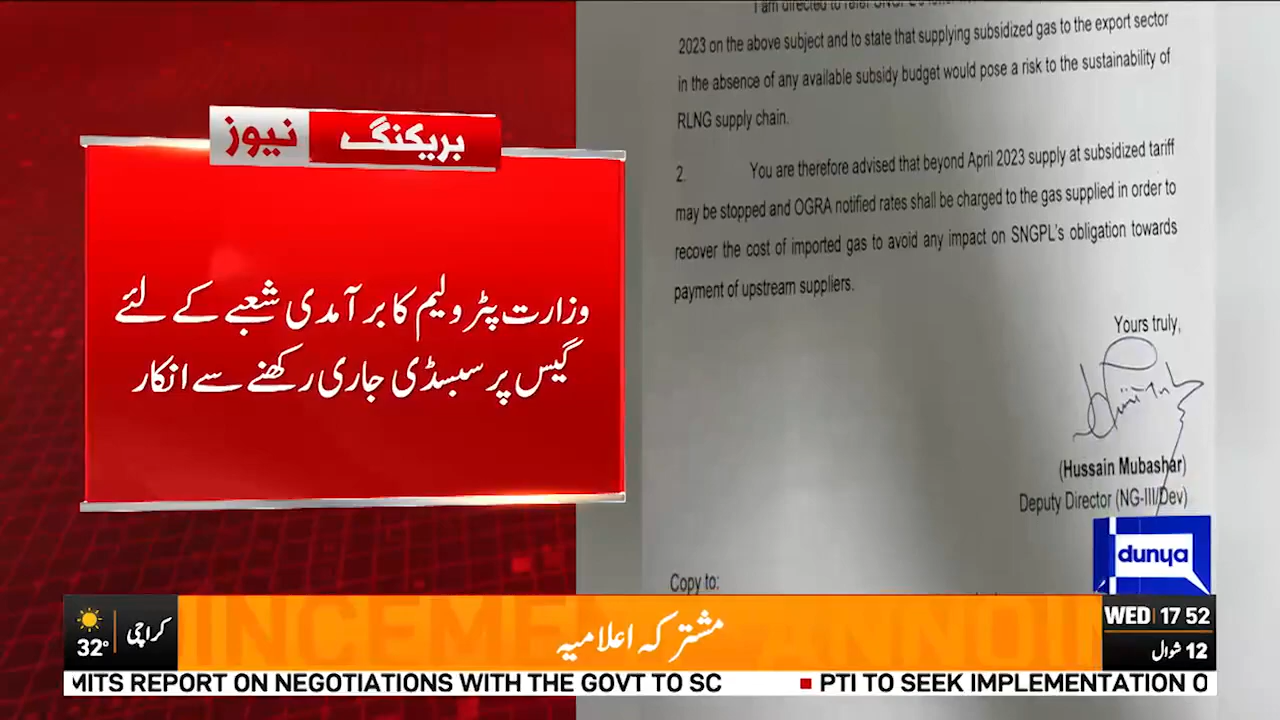 بریکنگ نیوز
وزارت پٹرولیم کا برآمدی شعبے کے لئے
گیس پر سبسڈی جاری رکھنے سے انکار
I am directed to refer SNGPL's
2023 on the above subject and to state that supplying subsidized gas to the export sector
in the absence of any available subsidy budget would pose a risk to the sustainability of
RLNG supply chain.
2. You are therefore advised that beyond April 2023 supply at subsidized tariff
may be stopped and OGRA notified rates shall be charged to the gas supplied in order to
recover the cost of imported gas to avoid any impact on SNGPL's obligation towards
payment of upstream suppliers.
Yours truly,
(Hussain Mubashar)
Deputy Director (NG-III/Dev)
Copy to:
dunya
32° کراچی
مشترکہ اعلامیہ
WED 17 52
12 شوال
MITS REPORT ON NEGOTIATIONS WITH THE GOVT TO SC ■ PTI TO SEEK IMPLEMENTATION O